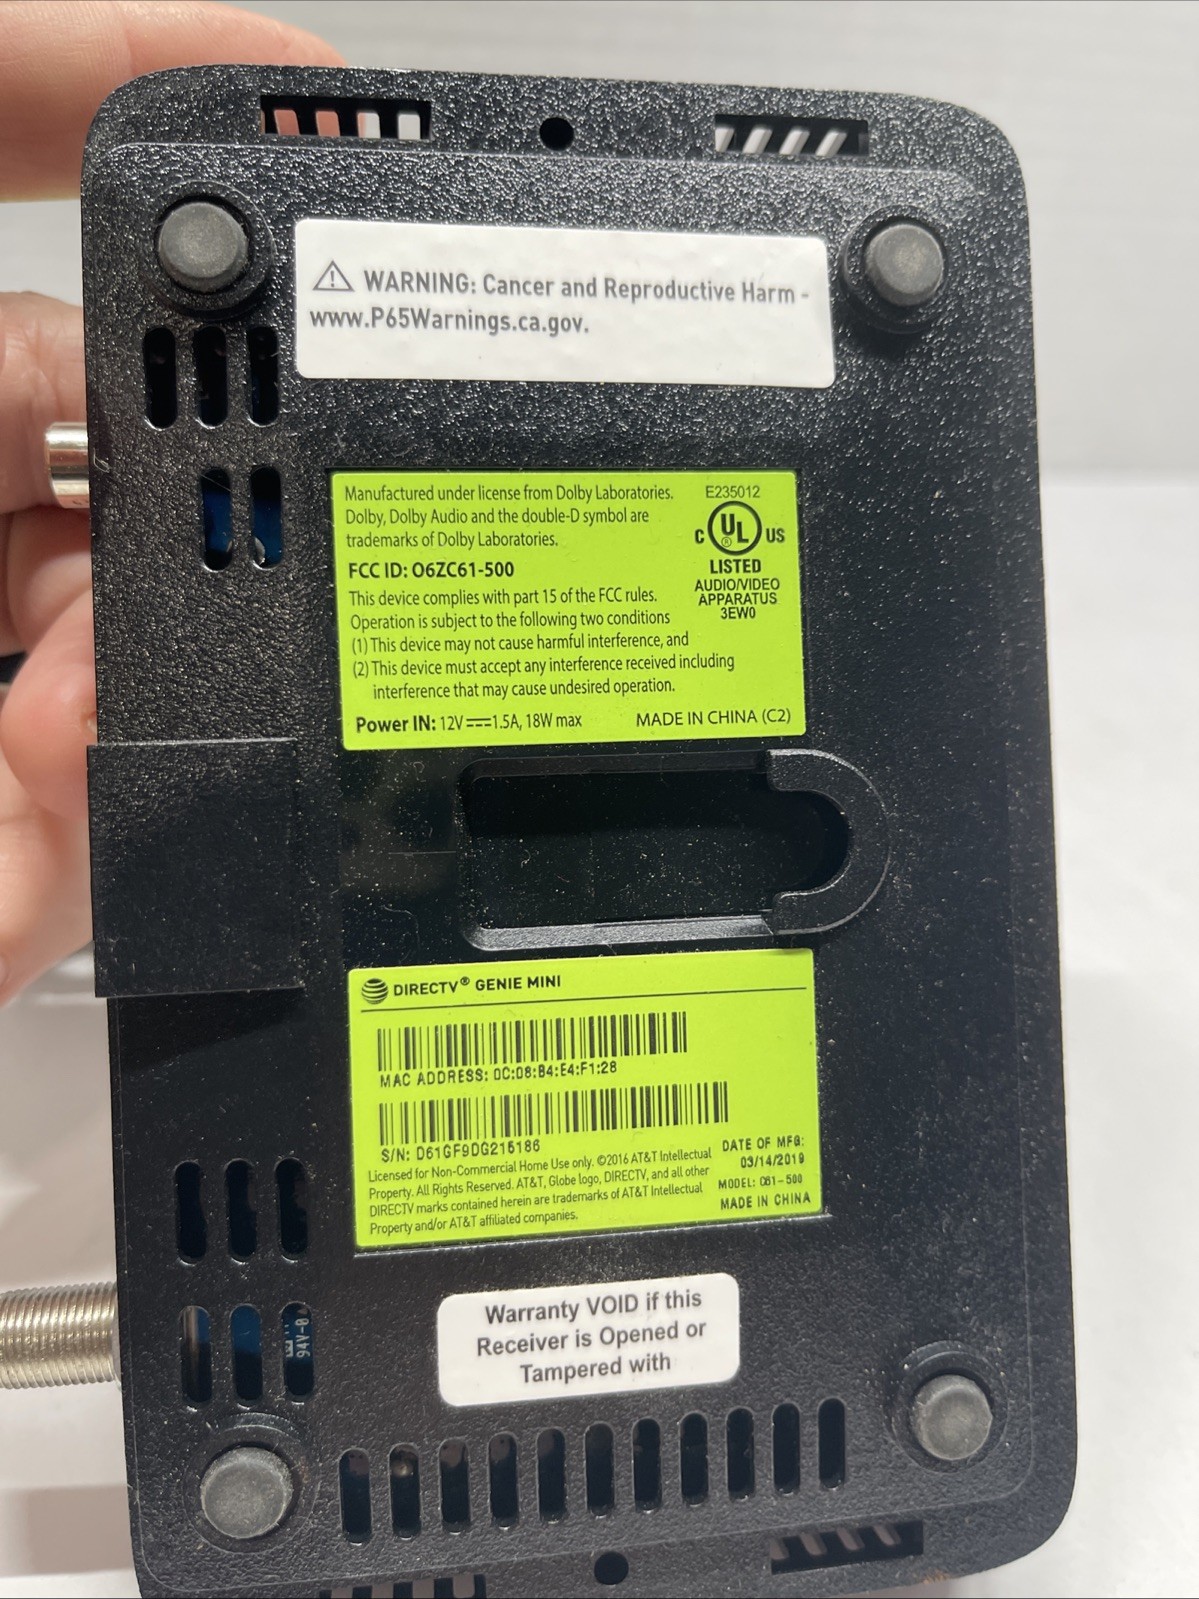 WARNING: Cancer and Reproductive Harm -
www.P65Warnings.ca.gov.
Manufactured under license from Dolby Laboratories.
Dolby, Dolby Audio and the double-D symbol are
trademarks of Dolby Laboratories.
E235012
C UL US
®
LISTED
AUDIO/VIDEO
APPARATUS
3EW0
FCC ID: O6ZC61-500
This device complies with part 15 of the FCC rules.
Operation is subject to the following two conditions
(1) This device may not cause harmful interference, and
(2) This device must accept any interference received including
interference that may cause undesired operation.
Power IN: 12V⎓1.5A, 18W max
MADE IN CHINA (C2)
DIRECTV® GENIE MINI
MAC ADDRESS: 0C:08:B4:E4:F1:28
S/N: D61GF9DG215186
Licensed for Non-Commercial Home Use only. ©2016 AT&T Intellectual
Property. All Rights Reserved. AT&T, Globe logo, DIRECTV, and all other
DIRECTV marks contained herein are trademarks of AT&T Intellectual
Property and/or AT&T affiliated companies.
DATE OF MFG:
03/14/2019
MODEL: C61-500
MADE IN CHINA
94V-0
Warranty VOID if this
Receiver is Opened or
Tampered with